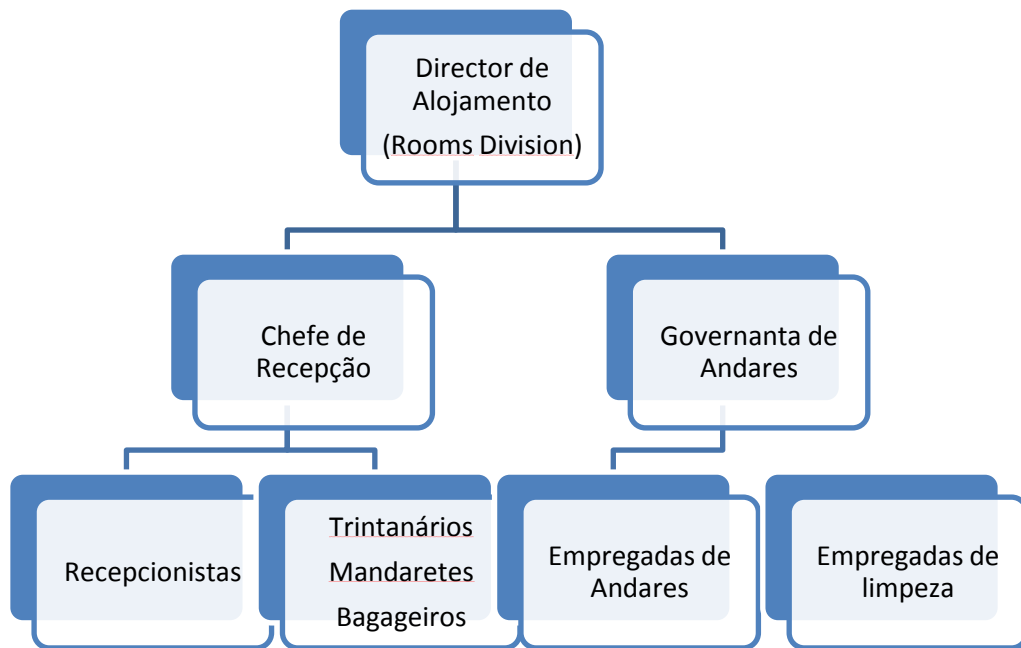 Director de
Alojamento
(Rooms Division)
Chefe de
Recepção
Governanta de
Andares
Recepcionistas
Trintanários
Mandaretes
Bagageiros
Empregadas de
Andares
Empregadas de
limpeza